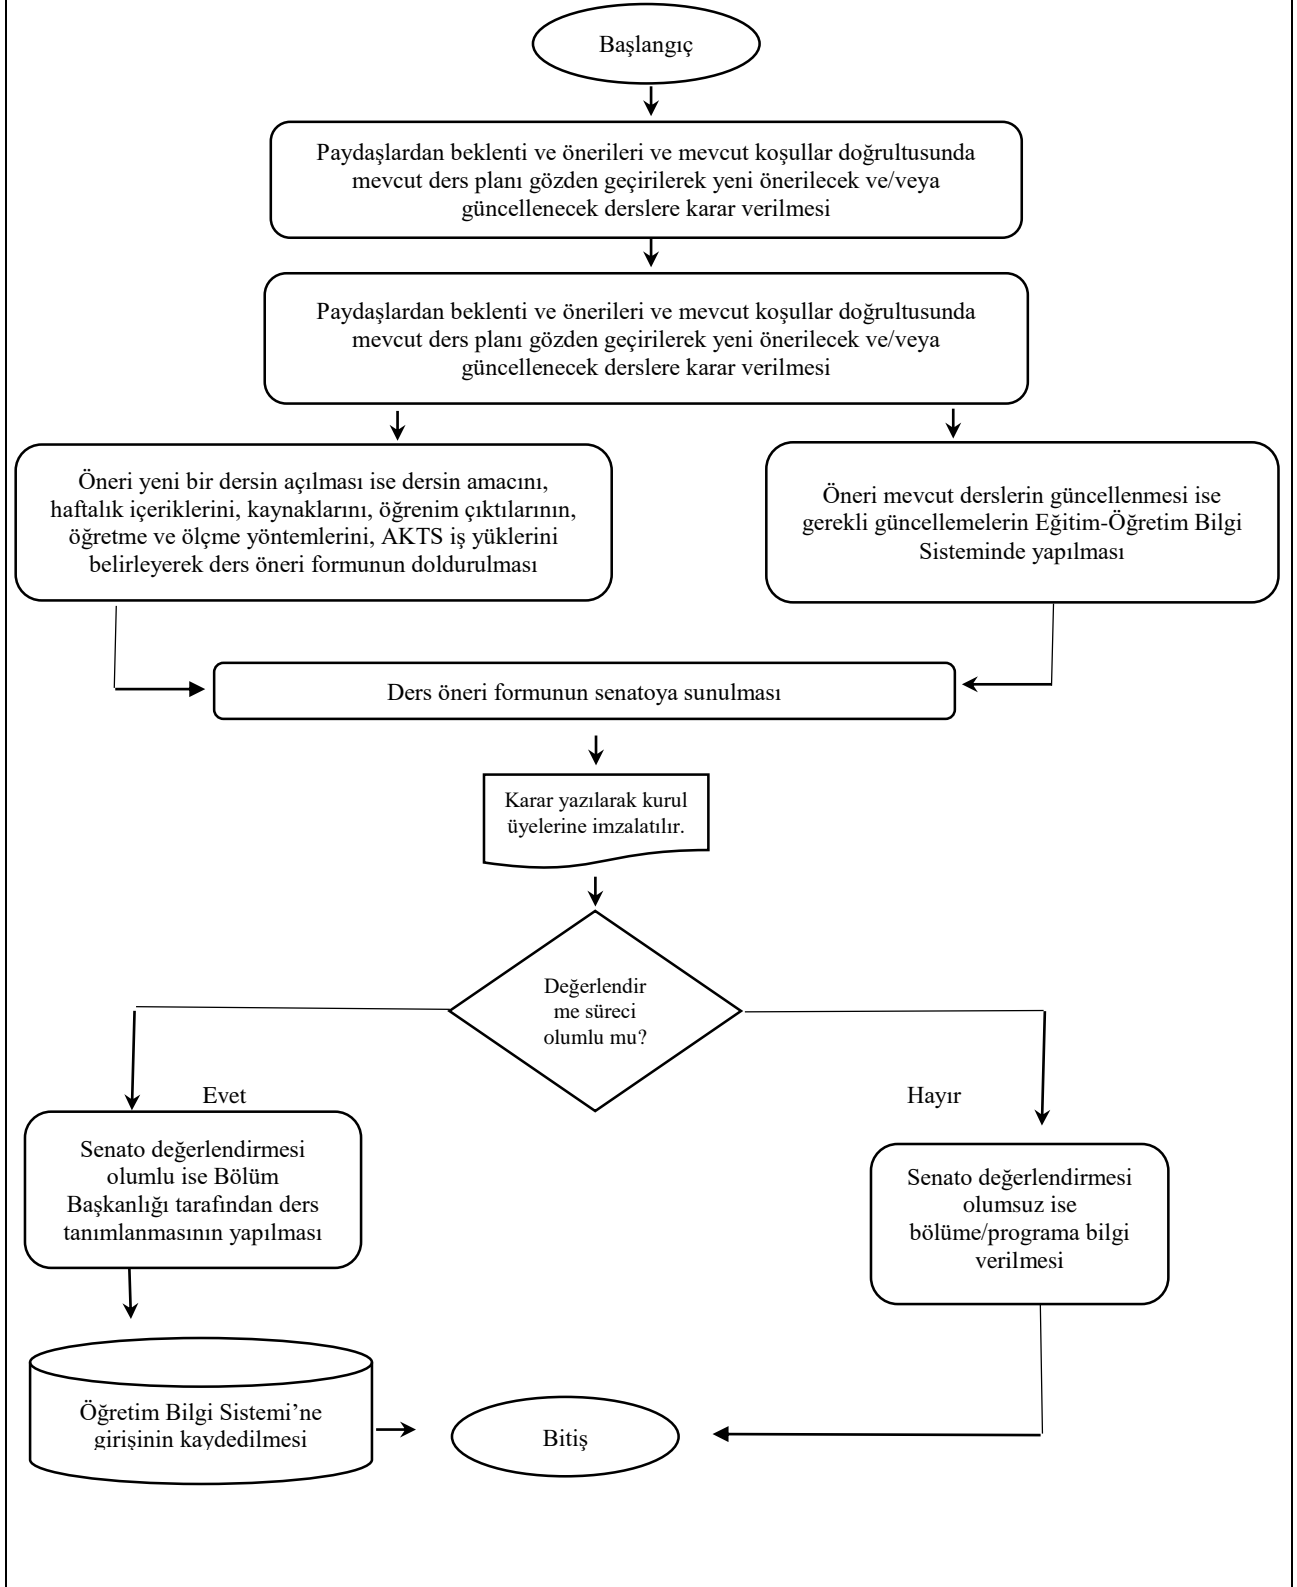 Başlangıç
Paydaşlardan beklenti ve önerileri ve mevcut koşullar doğrultusunda
mevcut ders planı gözden geçirilerek yeni önerilecek ve/veya
güncellenecek derslere karar verilmesi
Paydaşlardan beklenti ve önerileri ve mevcut koşullar doğrultusunda
mevcut ders planı gözden geçirilerek yeni önerilecek ve/veya
güncellenecek derslere karar verilmesi
Öneri yeni bir dersin açılması ise dersin amacını,
haftalık içeriklerini, kaynaklarını, öğrenim çıktılarının,
öğretme ve ölçme yöntemlerini, AKTS iş yüklerini
belirleyerek ders öneri formunun doldurulması
Öneri mevcut derslerin güncellenmesi ise
gerekli güncellemelerin Eğitim-Öğretim Bilgi
Sisteminde yapılması
Ders öneri formunun senatoya sunulması
Karar yazılarak kurul
üyelerine imzalatılır.
Değerlendir
me süreci
olumlu mu?
Evet
Hayır
Senato değerlendirmesi
olumlu ise Bölüm
Başkanlığı tarafından ders
tanımlanmasının yapılması
Senato değerlendirmesi
olumsuz ise
bölüme/programa bilgi
verilmesi
Öğretim Bilgi Sistemi’ne
girişinin kaydedilmesi
Bitiş